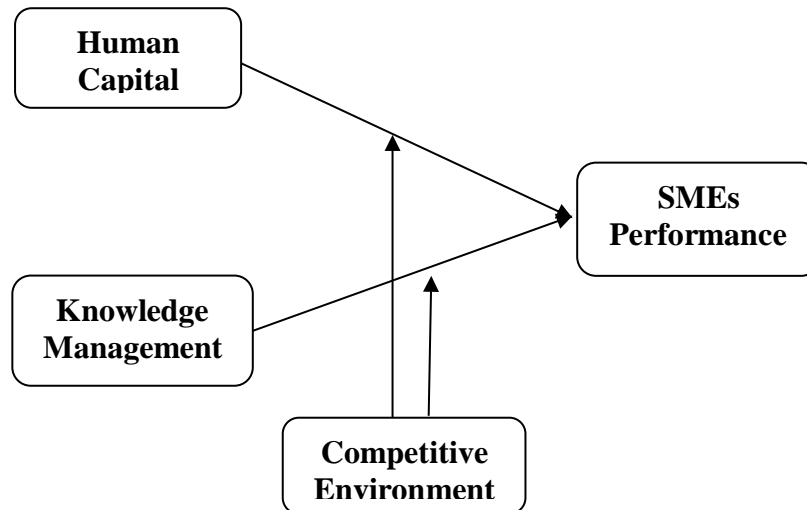 Human
Capital
SMEs
Performance
Knowledge
Management
Competitive
Environment